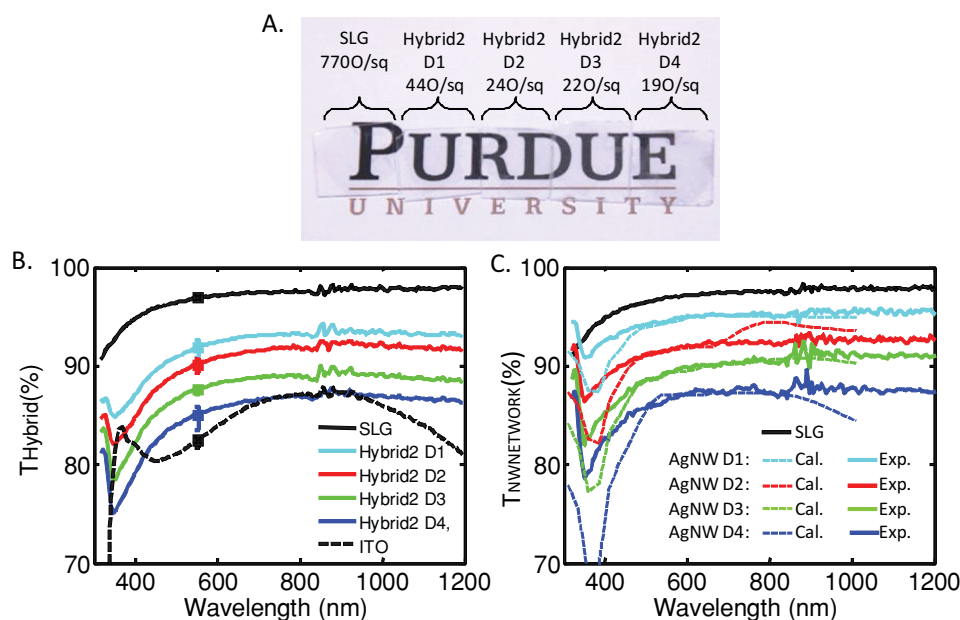 A.
SLG Hybrid2 Hybrid2 Hybrid2 Hybrid2
770O/sq D1 D2 D3 D4
44O/sq 24O/sq 22O/sq 19O/sq
PURDUE
UNIVERSITY
B.
THybrid(%)
100
90
80
70
SLG
Hybrid2 D1
Hybrid2 D2
Hybrid2 D3
Hybrid2 D4,
ITO
400 600 800 1000 1200
Wavelength (nm)
C.
TNWNETWORK(%)
100
90
80
70
SLG
AgNW D1: Cal. Exp.
AgNW D2: Cal. Exp.
AgNW D3: Cal. Exp.
AgNW D4: Cal. Exp.
400 600 800 1000 1200
Wavelength (nm)